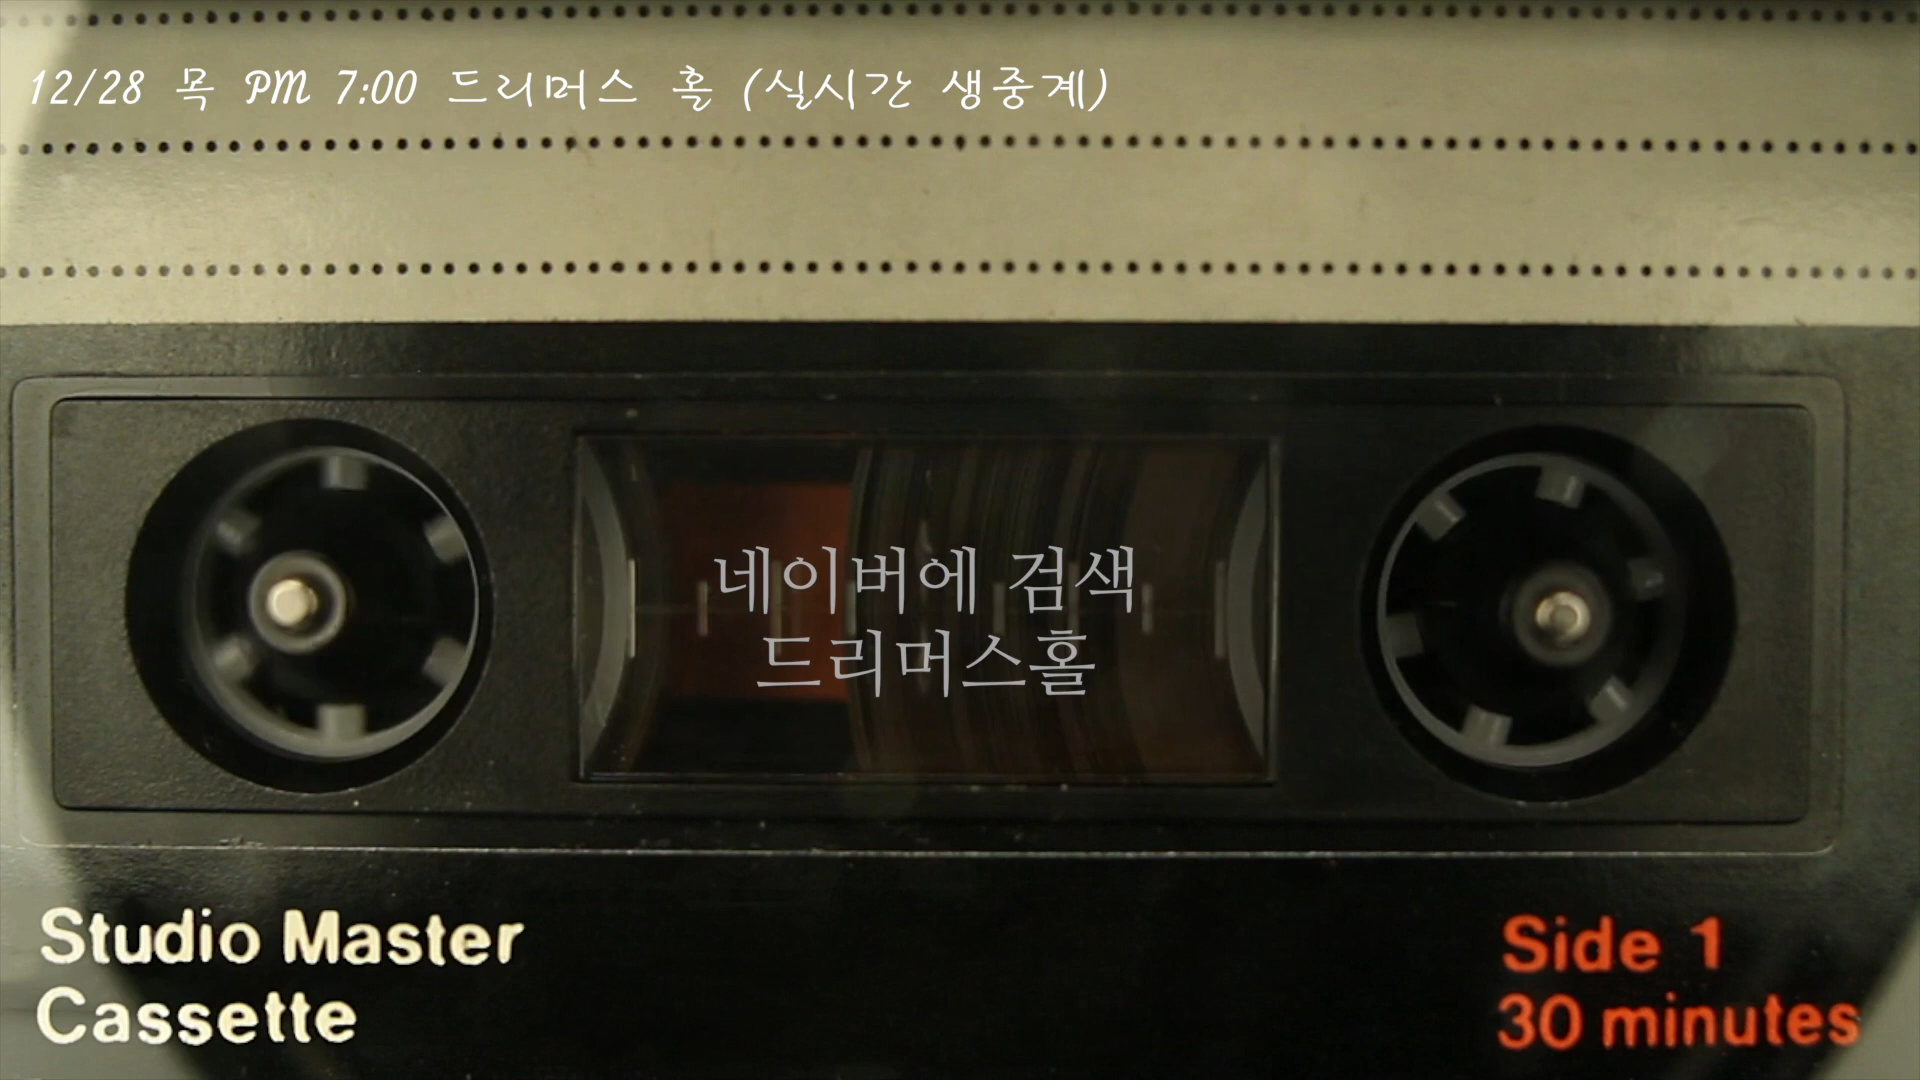 12/28 목 PM 7:00 드리머스 홀 (실시간 생중계)
네이버에 검색
드리머스홀
Studio Master
Cassette
Side 1
30 minutes